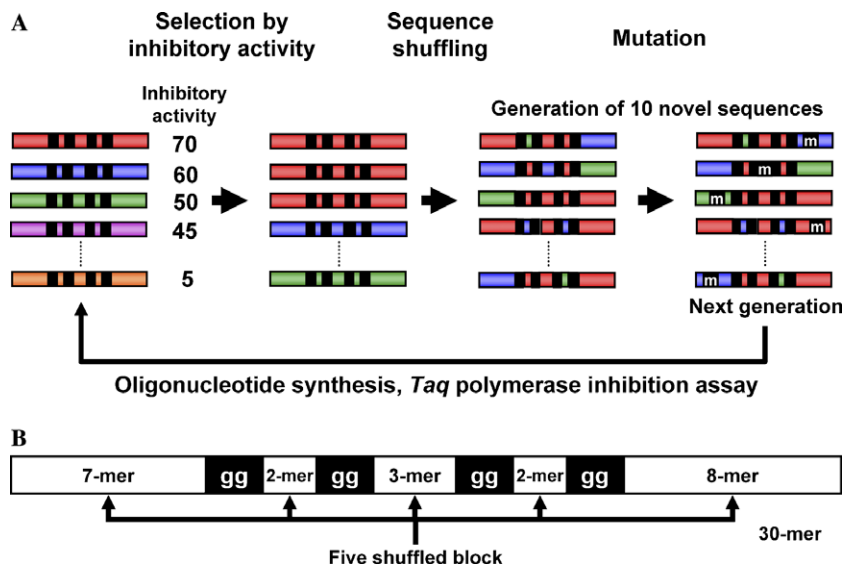 A
Selection by
inhibitory activity
Sequence
shuffling
Mutation
Inhibitory
activity
Generation of 10 novel sequences
70
60
50
45
5
m
m
m
m
m
Next generation
Oligonucleotide synthesis, Taq polymerase inhibition assay
B
7-mer gg 2-mer gg 3-mer gg 2-mer gg 8-mer
30-mer
Five shuffled block